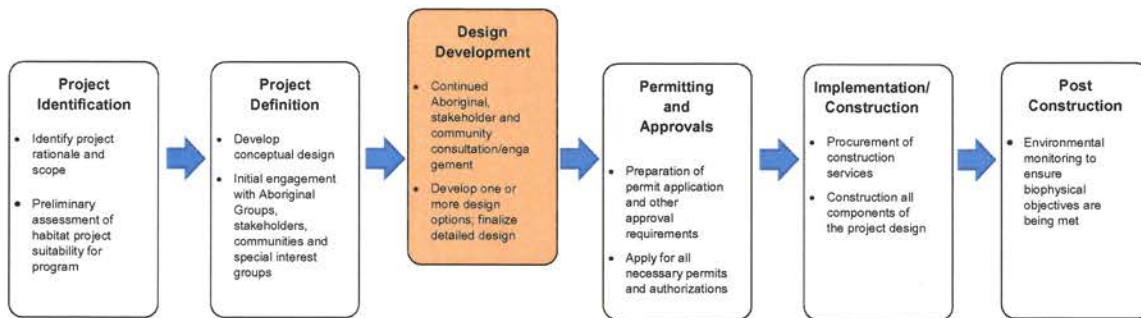 Project
Identification
• Identify project
rationale and
scope
• Preliminary
assessment of
habitat project
suitability for
program
Project
Definition
• Develop
conceptual design
• Initial engagement
with Aboriginal
Groups,
stakeholders,
communities and
special interest
groups
Design
Development
• Continued
Aboriginal,
stakeholder and
community
consultation/enga
gement
• Develop one or
more design
options; finalize
detailed design
Permitting
and
Approvals
• Preparation of
permit application
and other
approval
requirements
• Apply for all
necessary permits
and authorizations
Implementation/
Construction
• Procurement of
construction
services
• Construction all
components of
the project design
Post
Construction
• Environmental
monitoring to
ensure
biophysical
objectives are
being met